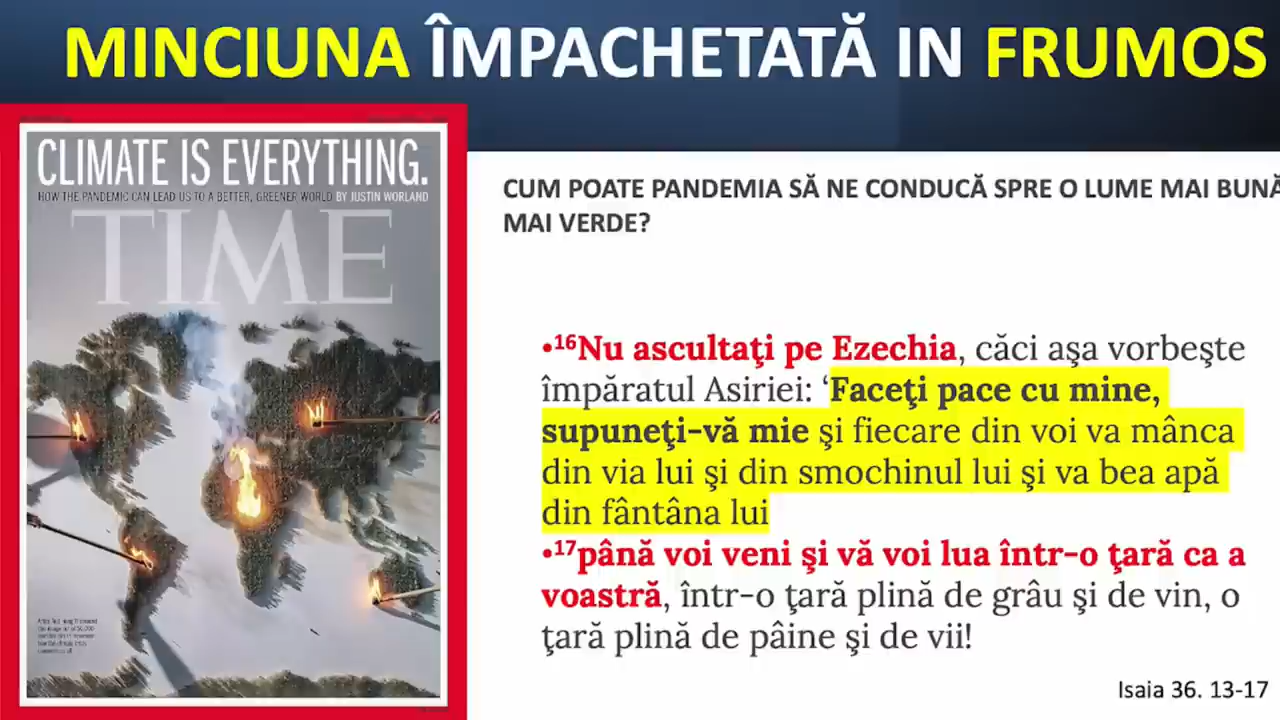 MINCIUNA ÎMPACHETATĂ IN FRUMOS
CLIMATE IS EVERYTHING.
HOW THE PANDEMIC CAN LEAD US TO A BETTER, GREENER WORLD BY JUSTIN WORLAND
TIME
CUM POATE PANDEMIA SĂ NE CONDUCĂ SPRE O LUME MAI BUNĂ
MAI VERDE?
•16Nu ascultaţi pe Ezechia, căci aşa vorbeşte
împăratul Asiriei: ‘Faceţi pace cu mine,
supuneţi-vă mie şi fiecare din voi va mânca
din via lui şi din smochinul lui şi va bea apă
din fântâna lui
•17până voi veni şi vă voi lua într-o ţară ca a
voastră, într-o ţară plină de grâu şi de vin, o
ţară plină de pâine şi de vii!
Isaia 36. 13-17